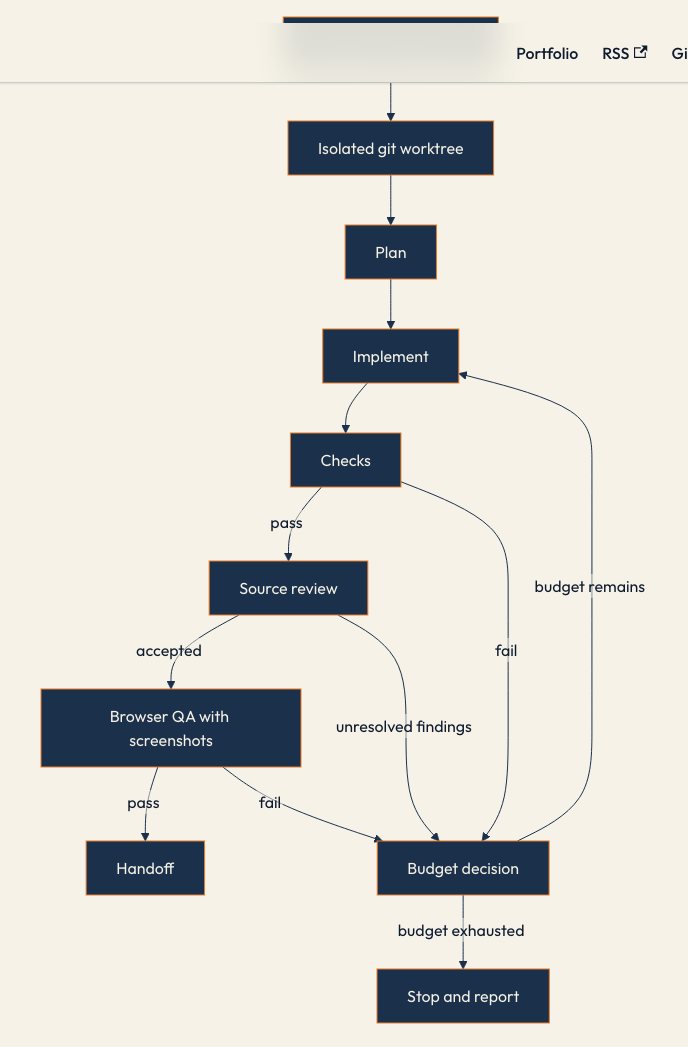 Portfolio
RSS
Gi
Isolated git worktree
Plan
Implement
Checks
pass
Source review
budget remains
accepted
fail
Browser QA with
screenshots
unresolved findings
pass
fail
Handoff
Budget decision
budget exhausted
Stop and report